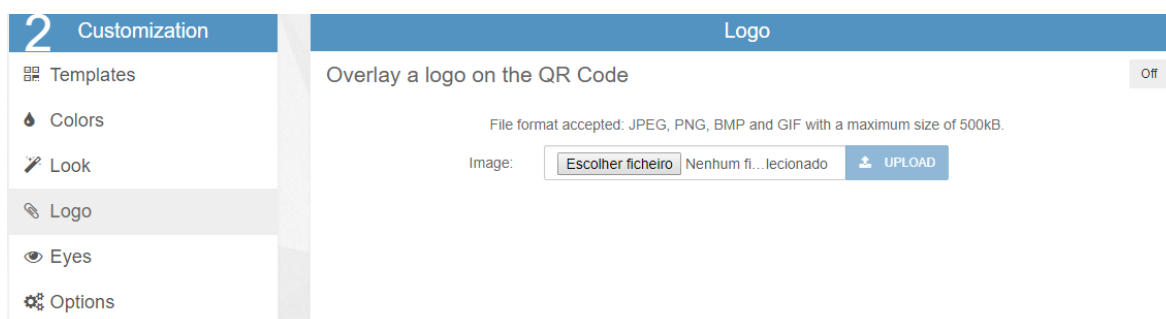 2 Customization
Templates
Colors
Look
Logo
Eyes
Options
Logo
Overlay a logo on the QR Code
Off
File format accepted: JPEG, PNG, BMP and GIF with a maximum size of 500kB.
Image: Escolher ficheiro Nenhum fi...lecionado UPLOAD